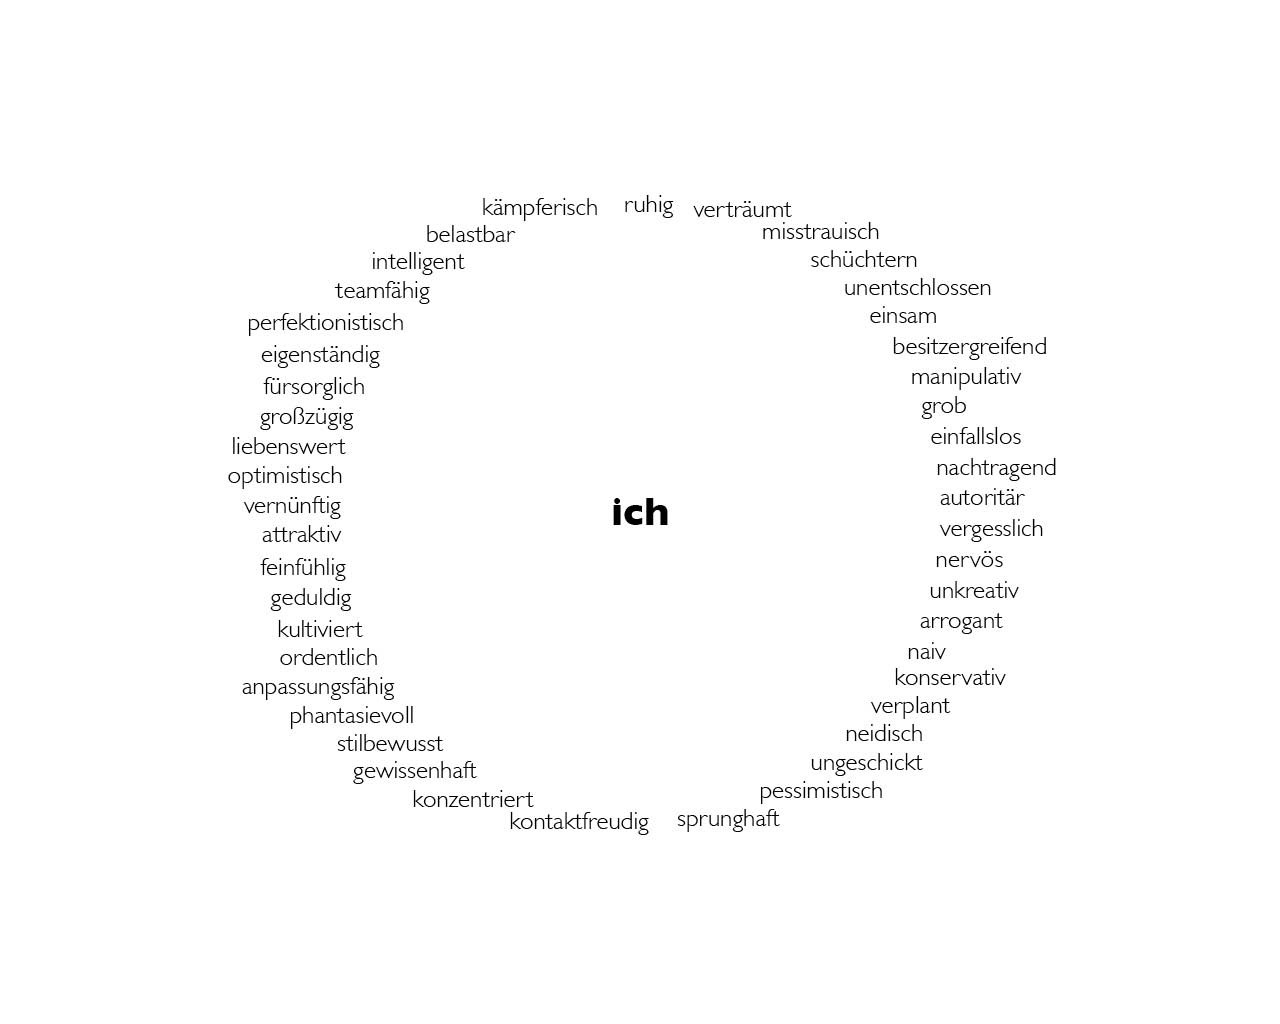 ruhig
verträumt
misstrauisch
schüchtern
unentschlossen
einsam
besitzergreifend
manipulativ
grob
einfallslos
nachtragend
autoritär
vergesslich
nervös
unkreativ
arrogant
naiv
konservativ
verplant
neidisch
ungeschickt
pessimistisch
sprunghaft
kontaktfreudig
konzentriert
gewissenhaft
stilbewusst
phantasievoll
anpassungsfähig
ordentlich
kultiviert
geduldig
feinfühlig
attraktiv
vernünftig
optimistisch
liebenswert
großzügig
fürsorglich
eigenständig
perfektionistisch
teamfähig
intelligent
belastbar
kämpferisch
ich